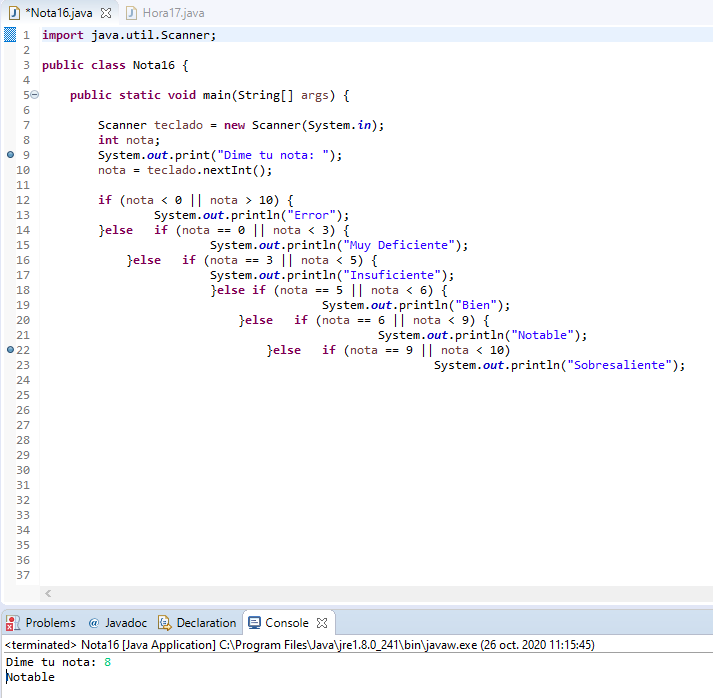 *Nota16.java Hora17.java
1 import java.util.Scanner;
2
3 public class Nota16 {
4
5 public static void main(String[] args) {
6
7 Scanner teclado = new Scanner(System.in);
8 int nota;
9 System.out.print("Dime tu nota: ");
10 nota = teclado.nextInt();
11
12 if (nota < 0 || nota > 10) {
13 System.out.println("Error");
14 }else if (nota == 0 || nota < 3) {
15 System.out.println("Muy Deficiente");
16 }else if (nota == 3 || nota < 5) {
17 System.out.println("Insuficiente");
18 }else if (nota == 5 || nota < 6) {
19 System.out.println("Bien");
20 }else if (nota == 6 || nota < 9) {
21 System.out.println("Notable");
22 }else if (nota == 9 || nota < 10)
23 System.out.println("Sobresaliente");
24
25
26
27
28
29
30
31
32
33
34
35
36
37
Problems @ Javadoc Declaration Console
<terminated> Nota16 [Java Application] C:\Program Files\Java\jre1.8.0_241\bin\javaw.exe (26 oct. 2020 11:15:45)
Dime tu nota: 8
Notable